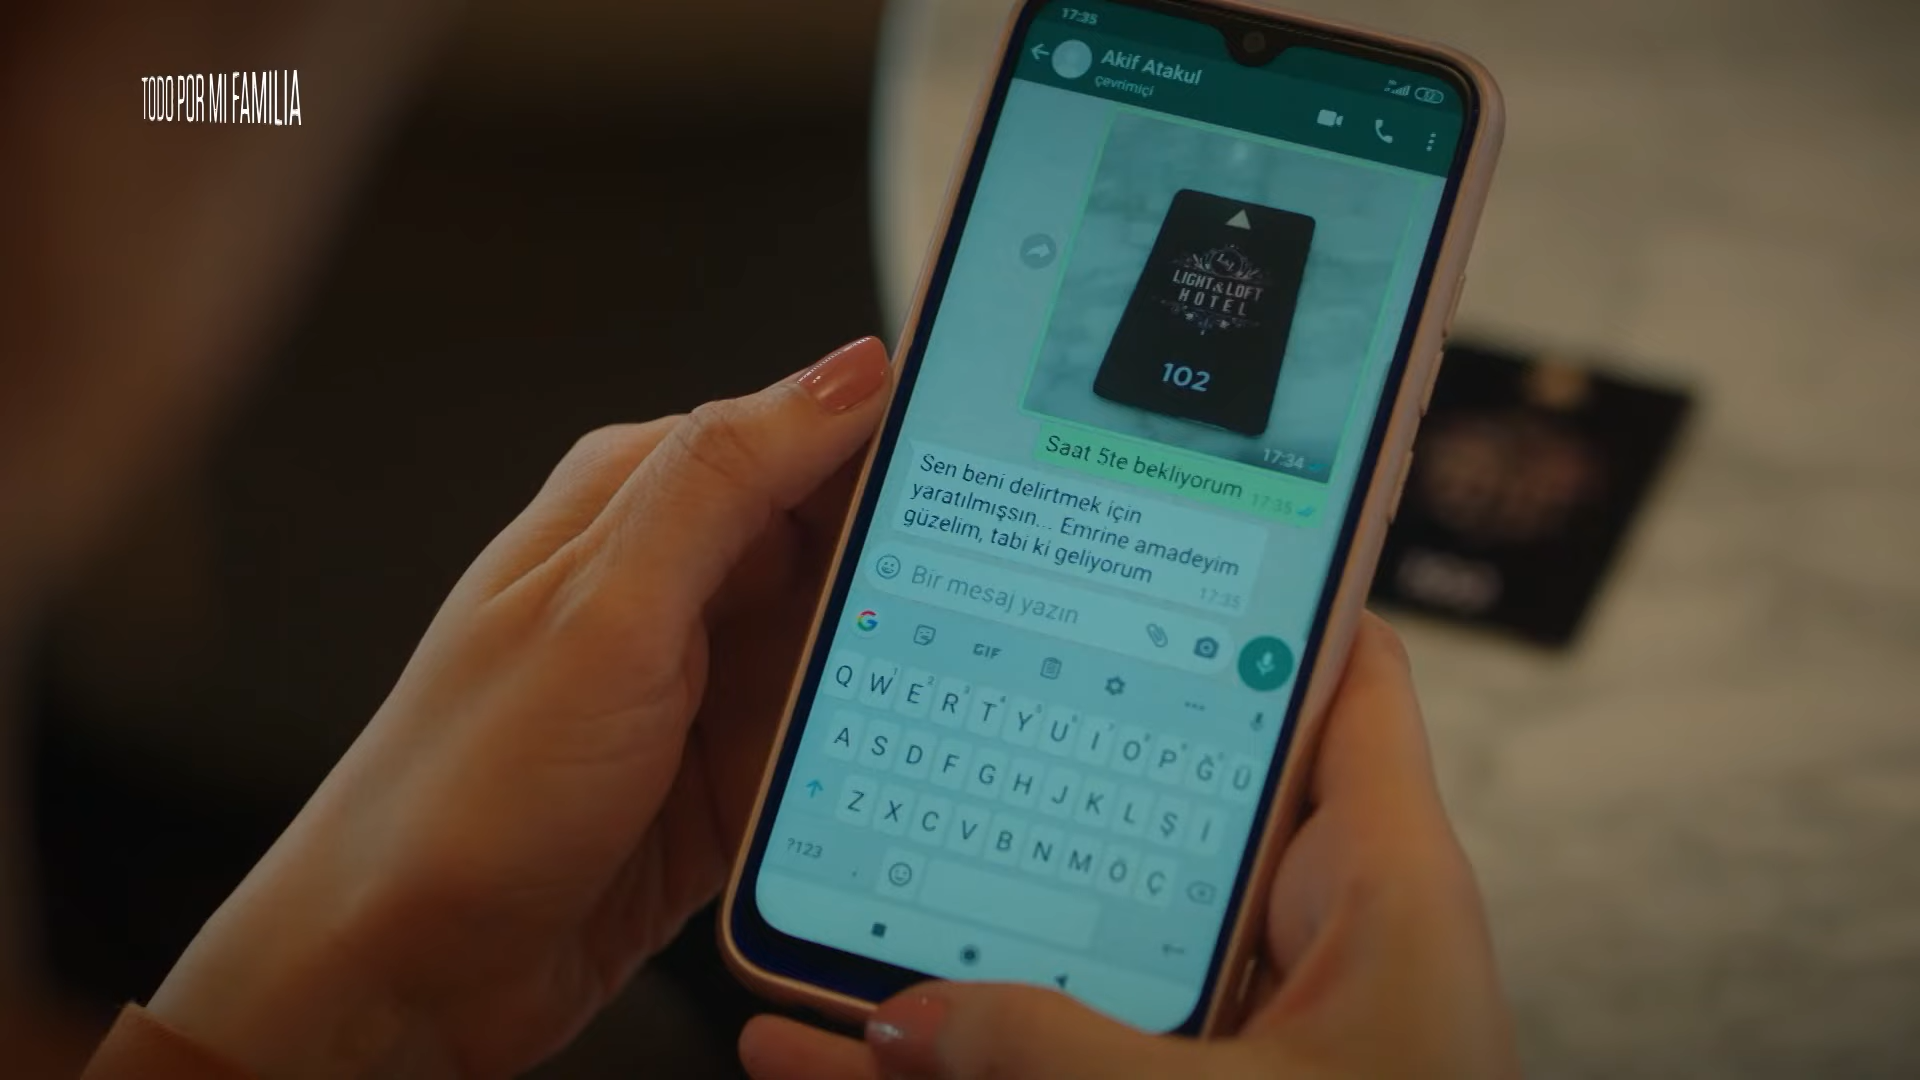 TODO POR MI FAMILIA
17:35
Akif Atakul
çevrimiçi
LIGHT & LOFT
HOTEL
102
17:34
Saat 5te bekliyorum 17:35
Sen beni delirtmek için
yaratılmışsın... Emrine amadeyim
güzelim, tabi ki geliyorum
17:35
Bir mesaj yazın
GIF
Q W E R T Y U I O P Ğ Ü
A S D F G H J K L Ş İ
Z X C V B N M Ö Ç
?123